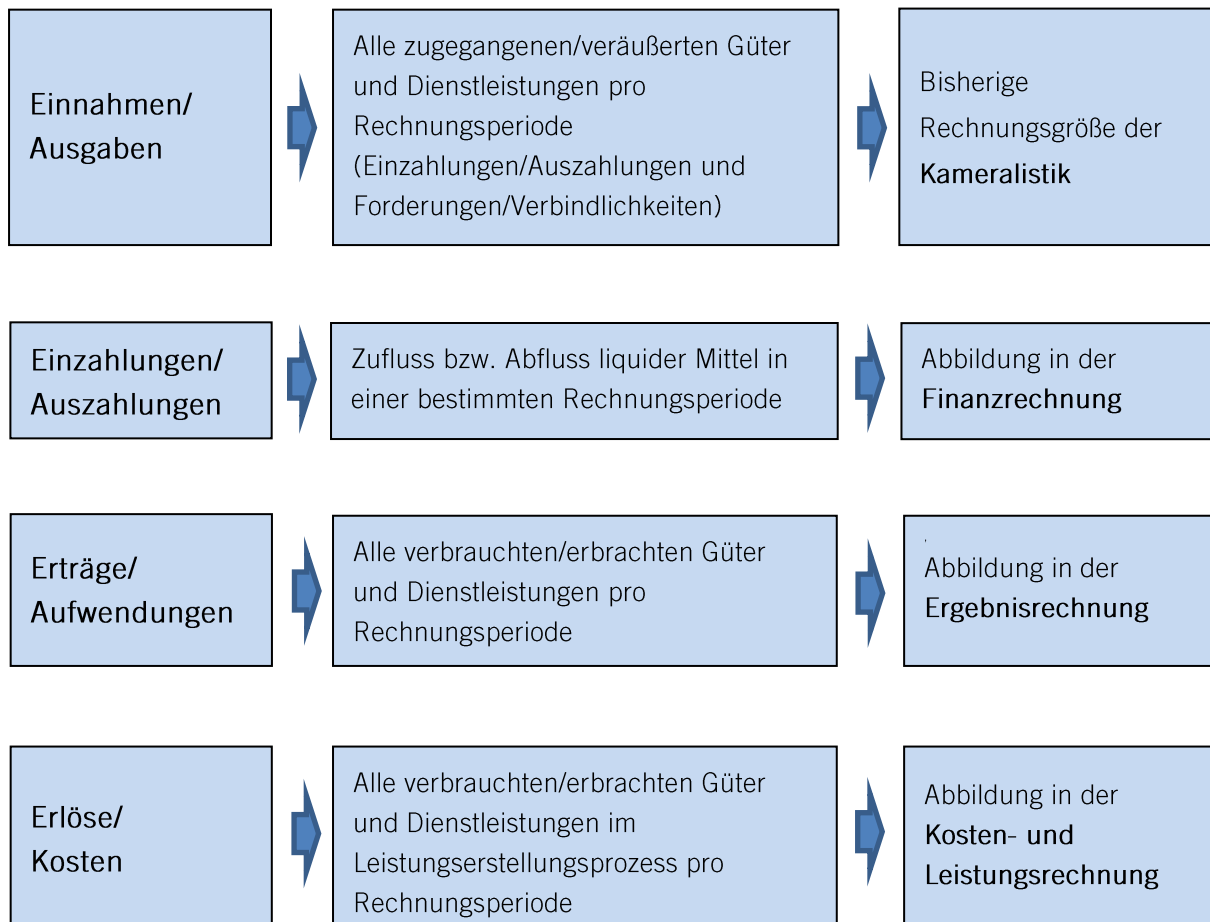 Einnahmen/
Ausgaben
Alle zugegangenen/veräußerten Güter
und Dienstleistungen pro
Rechnungsperiode
(Einzahlungen/Auszahlungen und
Forderungen/Verbindlichkeiten)
Bisherige
Rechnungsgröße der
Kameralistik
Einzahlungen/
Auszahlungen
Zufluss bzw. Abfluss liquider Mittel in
einer bestimmten Rechnungsperiode
Abbildung in der
Finanzrechnung
Erträge/
Aufwendungen
Alle verbrauchten/erbrachten Güter
und Dienstleistungen pro
Rechnungsperiode
Abbildung in der
Ergebnisrechnung
Erlöse/
Kosten
Alle verbrauchten/erbrachten Güter
und Dienstleistungen im
Leistungserstellungsprozess pro
Rechnungsperiode
Abbildung in der
Kosten- und
Leistungsrechnung